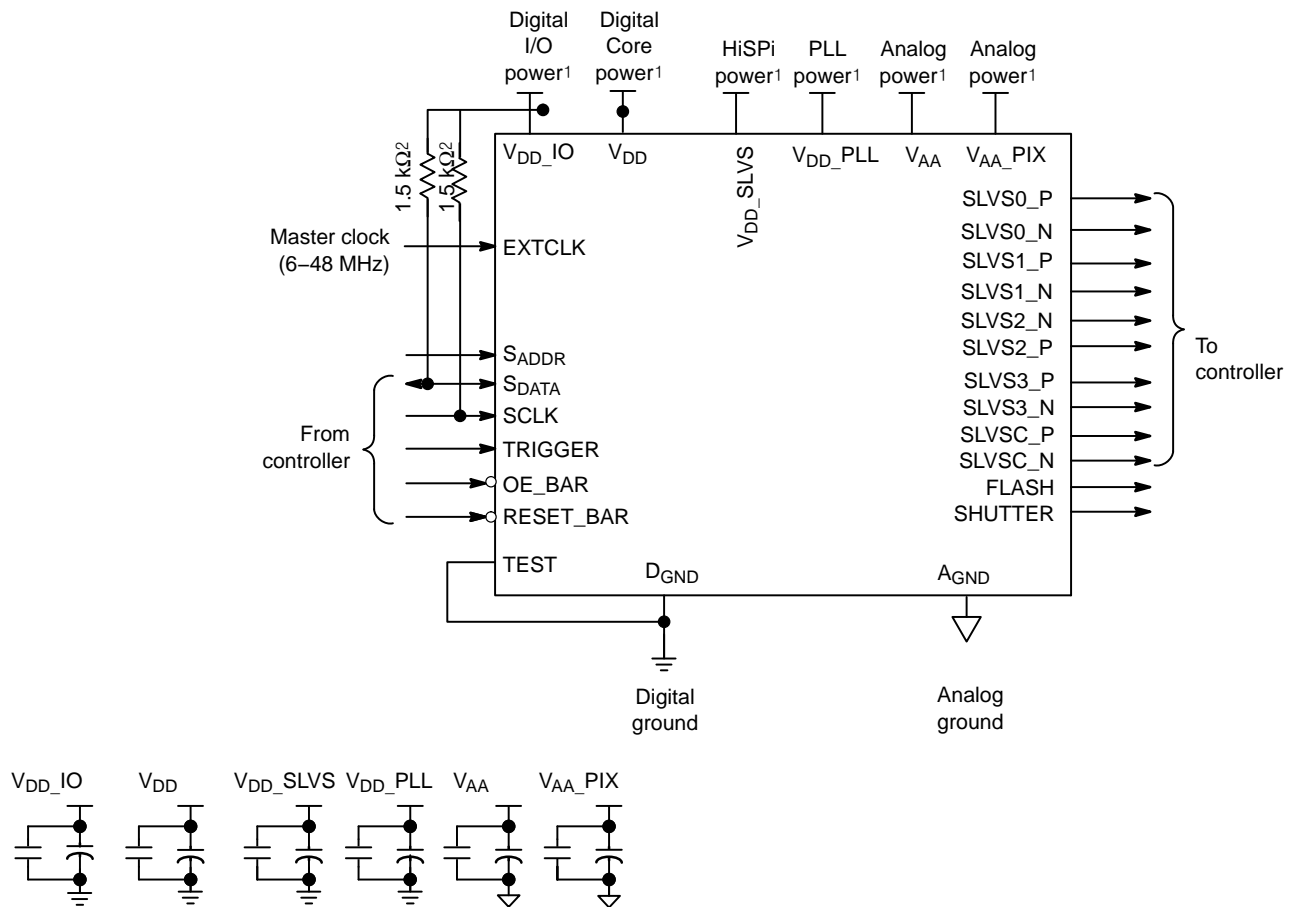 Digital
I/O
power1
Digital
Core
power1
HiSPi
power1
PLL
power1
Analog
power1
Analog
power1
1.5 kΩ2
1.5 kΩ2
VDD_IO
VDD
VDD_SLVS
VDD_PLL
VAA
VAA_PIX
Master clock
(6–48 MHz)
EXTCLK
SADDR
SDATA
SCLK
TRIGGER
OE_BAR
RESET_BAR
TEST
From
controller
SLVS0_P
SLVS0_N
SLVS1_P
SLVS1_N
SLVS2_N
SLVS2_P
SLVS3_P
SLVS3_N
SLVSC_P
SLVSC_N
FLASH
SHUTTER
To
controller
DGND
AGND
Digital
ground
Analog
ground
VDD_IO
VDD
VDD_SLVS
VDD_PLL
VAA
VAA_PIX